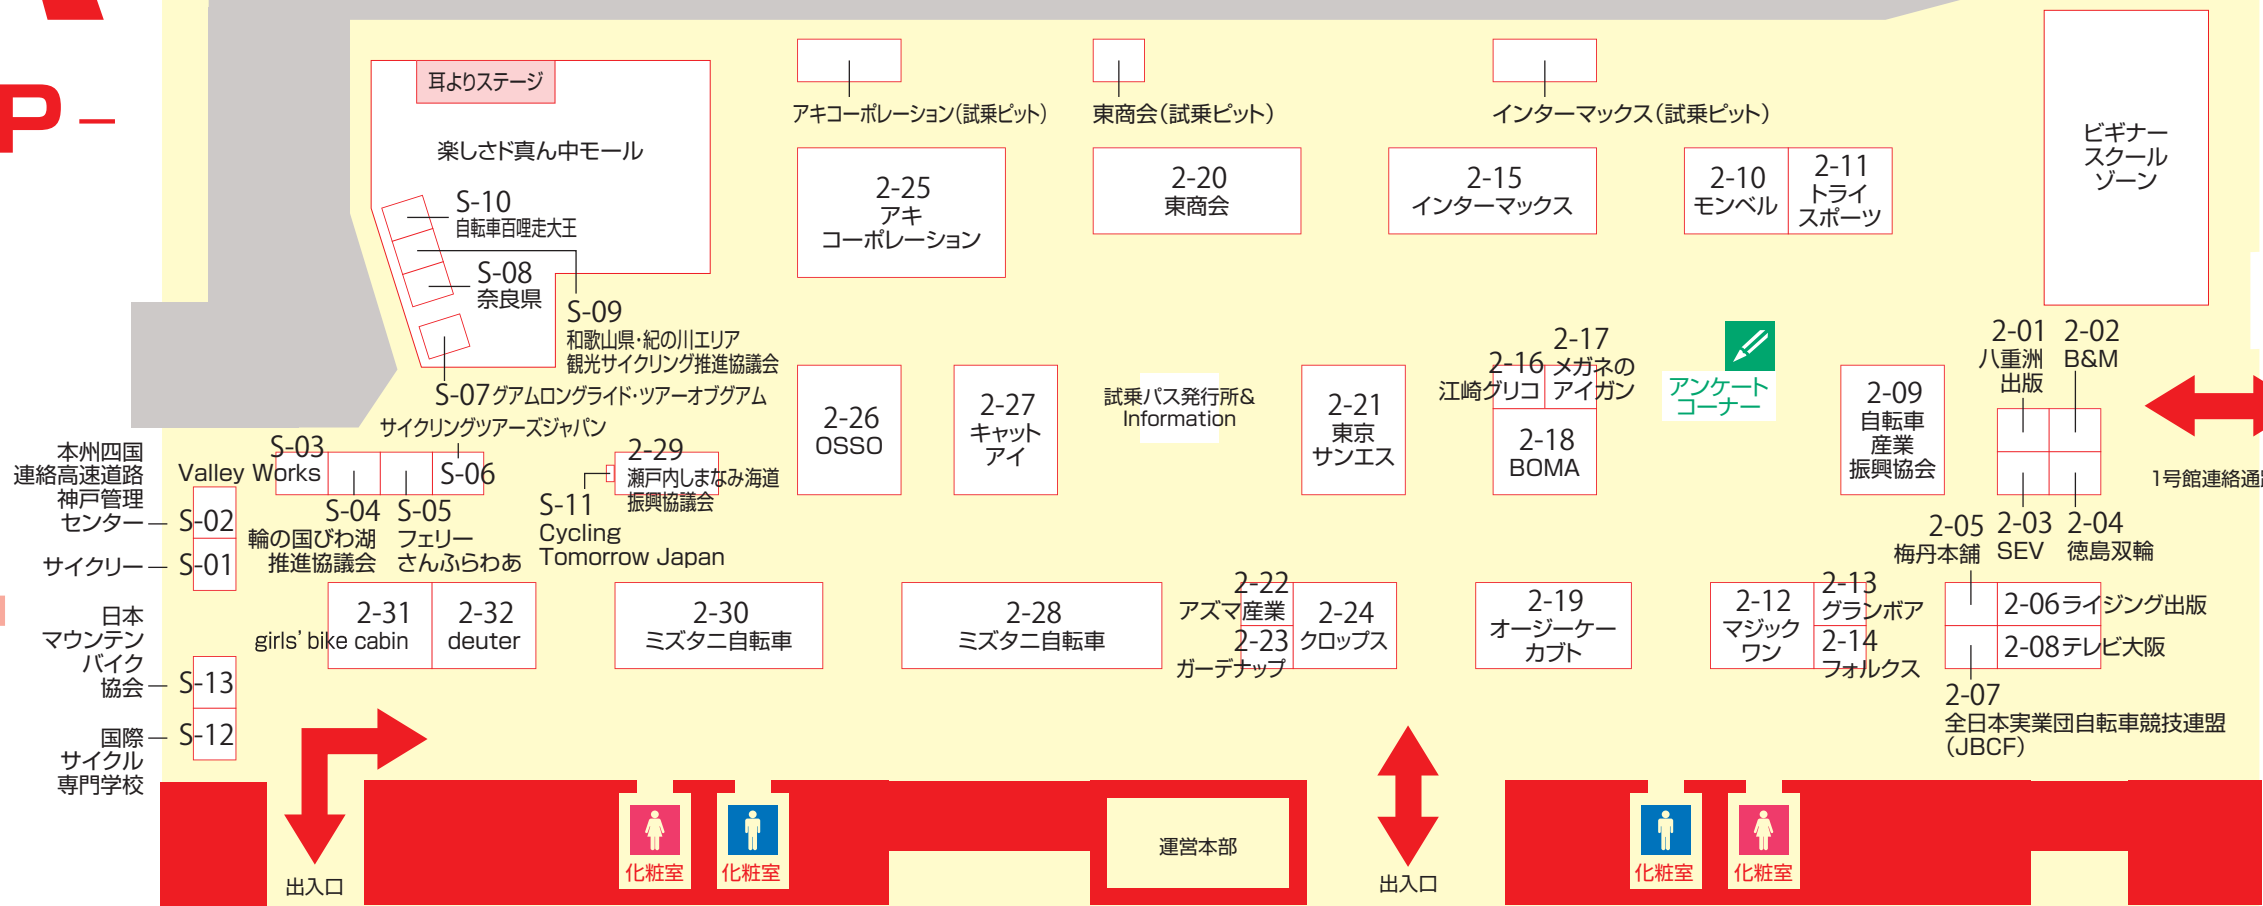 P –
耳よりステージ
楽しさド真ん中モール
S-10
自転車百哩走大王
S-08
奈良県
S-09
和歌山県・紀の川エリア
観光サイクリング推進協議会
S-07グアムロングライド・ツアーオブグアム
アキコーポレーション(試乗ピット)
東商会(試乗ピット)
インターマックス(試乗ピット)
2-25
アキ
コーポレーション
2-20
東商会
2-15
インターマックス
2-10
モンベル
2-11
トライ
スポーツ
ビギナー
スクール
ゾーン
サイクリングツアーズジャパン
S-06
S-03
Valley Works
S-04
輪の国びわ湖
推進協議会
S-05
フェリー
さんふらわあ
本州四国
連絡高速道路
神戸管理
センター
S-02
サイクリー
S-01
2-29
瀬戸内しまなみ海道
振興協議会
S-11
Cycling
Tomorrow Japan
2-26
OSSO
2-27
キャット
アイ
試乗パス発行所&
Information
2-21
東京
サンエス
2-16
江崎グリコ
2-17
メガネの
アイガン
2-18
BOMA
アンケート
コーナー
2-09
自転車
産業
振興協会
2-01
八重洲
出版
2-02
B&M
2-03
SEV
2-04
徳島双輪
1号館連絡通
2-05
梅丹本舗
2-06ライジング出版
2-08テレビ大阪
2-07
全日本実業団自転車競技連盟
(JBCF)
2-31
girls' bike cabin
2-32
deuter
2-30
ミズタニ自転車
2-28
ミズタニ自転車
2-22
アズマ産業
2-23
ガーデナップ
2-24
クロップス
2-19
オージーケー
カブト
2-12
マジック
ワン
2-13
グランボア
2-14
フォルクス
日本
マウンテン
バイク
協会
S-13
国際
サイクル
専門学校
S-12
出入口
化粧室
化粧室
運営本部
出入口
化粧室
化粧室